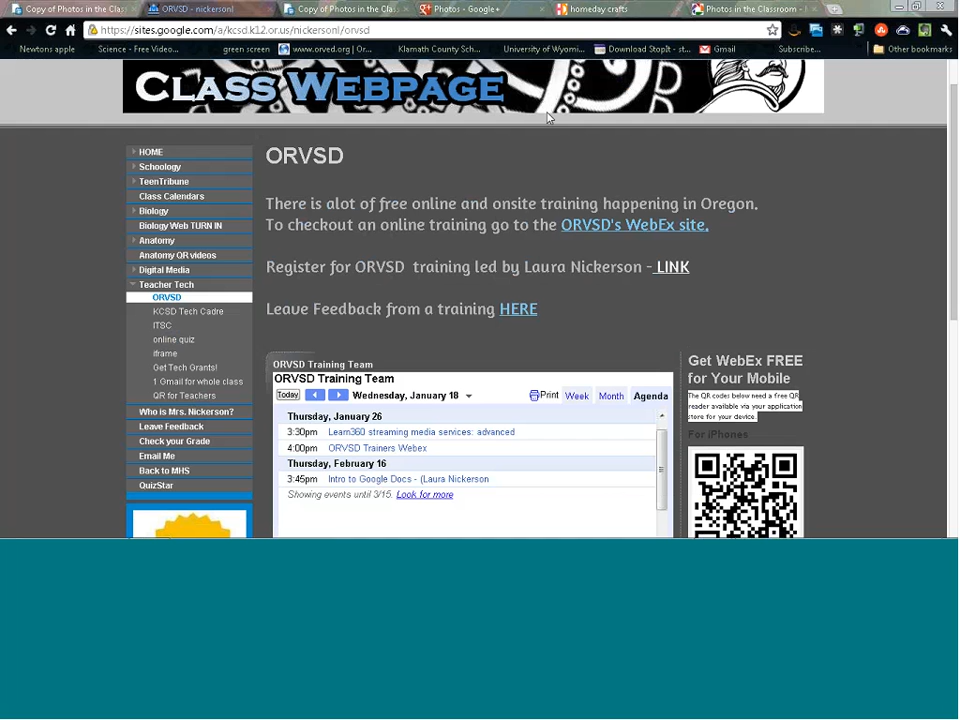 Copy of Photos in the Clas
ORVSD - nickersonl
Copy of Photos in the Clas
Photos - Google+
homeday crafts
Photos in the Classroom -
https://sites.google.com/a/kcsd.k12.or.us/nickersonl/orvsd
Newtons apple
Science - Free Video...
green screen
www.orved.org | Or...
Klamath County Sch...
University of Wyomi...
Download StopIt - st...
Gmail
Subscribe...
Other bookmarks
CLASS WEBPAGE
HOME
Schoology
TeenTribune
Class Calendars
Biology
Biology Web TURN IN
Anatomy
Anatomy QR videos
Digital Media
Teacher Tech
ORVSD
KCSD Tech Cadre
ITSC
online quiz
iframe
Get Tech Grants!
1 Gmail for whole class
QR for Teachers
Who is Mrs. Nickerson?
Leave Feedback
Check your Grade
Email Me
Back to MHS
QuizStar
ORVSD
There is alot of free online and onsite training happening in Oregon.
To checkout an online training go to the ORVSD's WebEx site.
Register for ORVSD training led by Laura Nickerson - LINK
Leave Feedback from a training HERE
ORVSD Training Team
ORVSD Training Team
Today
Wednesday, January 18
Print
Week
Month
Agenda
Thursday, January 26
3:30pm Learn360 streaming media services: advanced
4:00pm ORVSD Trainers Webex
Thursday, February 16
3:45pm Intro to Google Docs - (Laura Nickerson
Showing events until 3/15. Look for more
Get WebEx FREE
for Your Mobile
The QR codes below need a free QR
reader available via your application
store for your device.
For iPhones